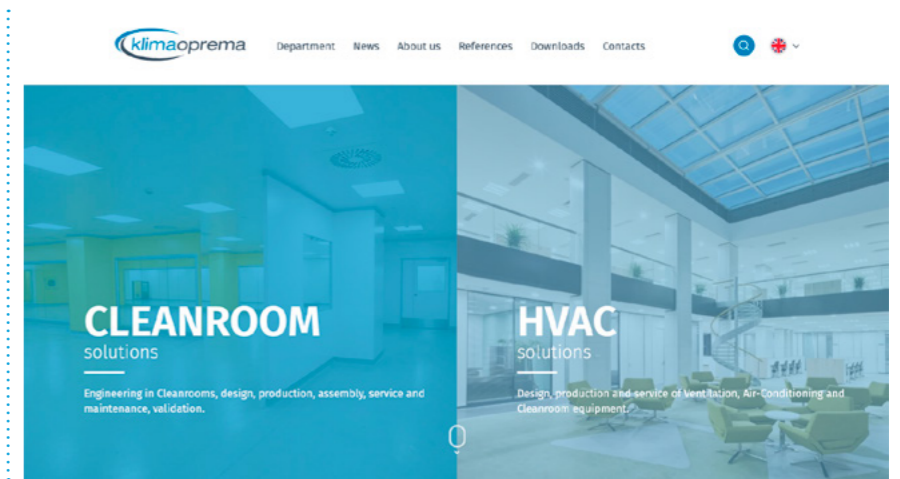 klimaoprema
Department News About us References Downloads Contacts
CLEANROOM
solutions
Engineering in Cleanrooms, design, production, assembly, service and
maintenance, validation.
HVAC
solutions
Design, production and service of Ventilation, Air-Conditioning and
Cleanroom equipment.